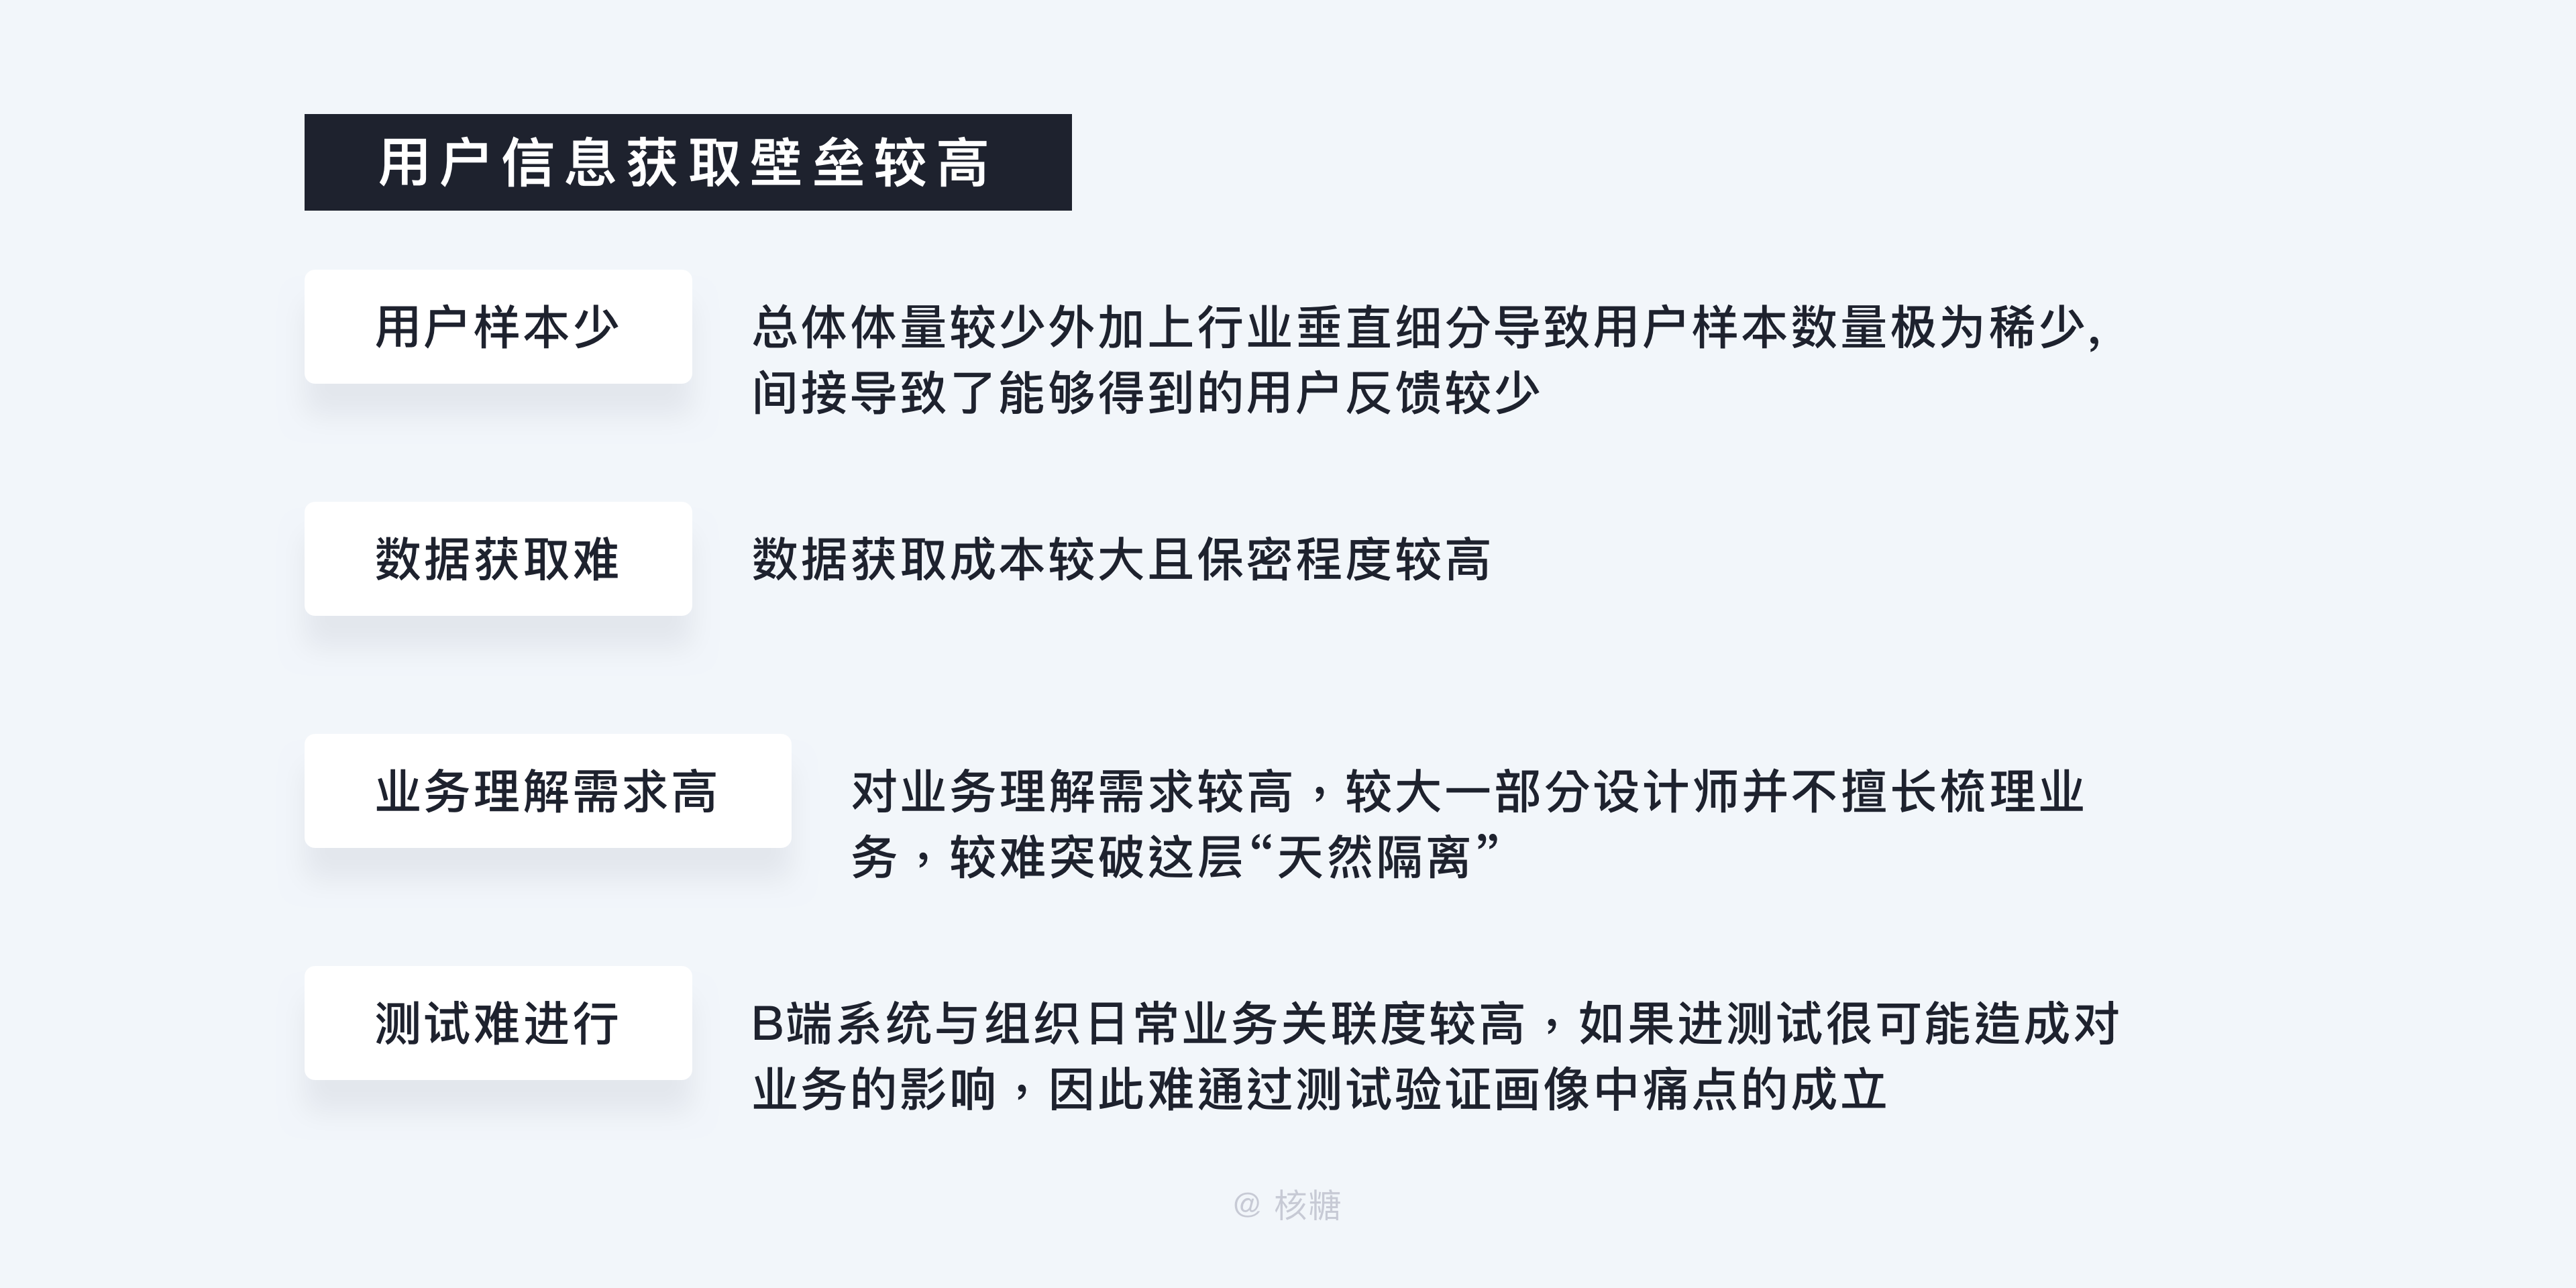 用户信息获取壁垒较高
用户样本少
总体体量较少外加上行业垂直细分导致用户样本数量极为稀少,
间接导致了能够得到的用户反馈较少
数据获取难
数据获取成本较大且保密程度较高
业务理解需求高
对业务理解需求较高，较大一部分设计师并不擅长梳理业
务，较难突破这层“天然隔离”
测试难进行
B端系统与组织日常业务关联度较高，如果进测试很可能造成对
业务的影响，因此难通过测试验证画像中痛点的成立
@ 核糖